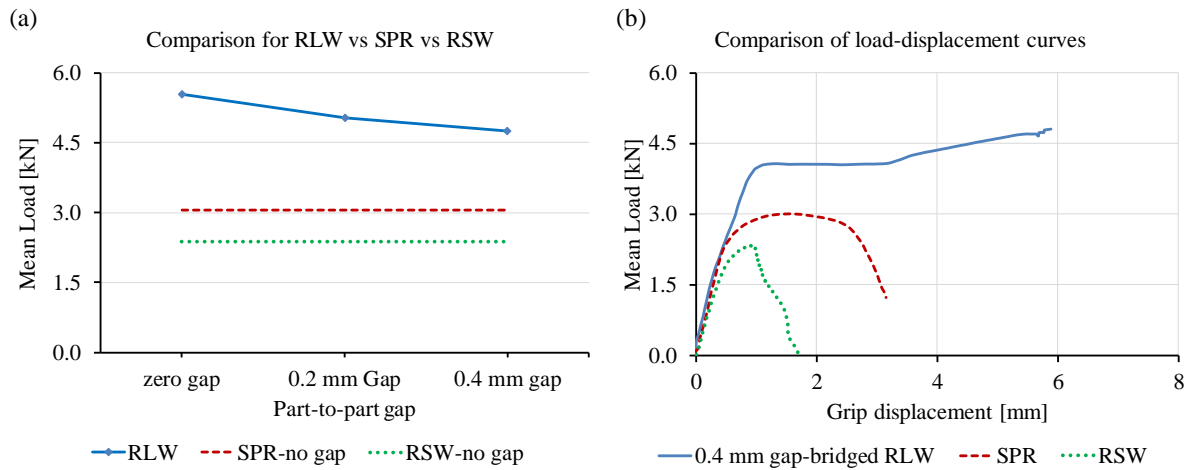 (a)
Comparison for RLW vs SPR vs RSW
Mean Load [kN]
6.0
4.5
3.0
1.5
0.0
zero gap
0.2 mm Gap
0.4 mm gap
Part-to-part gap
RLW
SPR-no gap
RSW-no gap
(b)
Comparison of load-displacement curves
Mean Load [kN]
6.0
4.5
3.0
1.5
0.0
0
2
4
6
8
Grip displacement [mm]
0.4 mm gap-bridged RLW
SPR
RSW